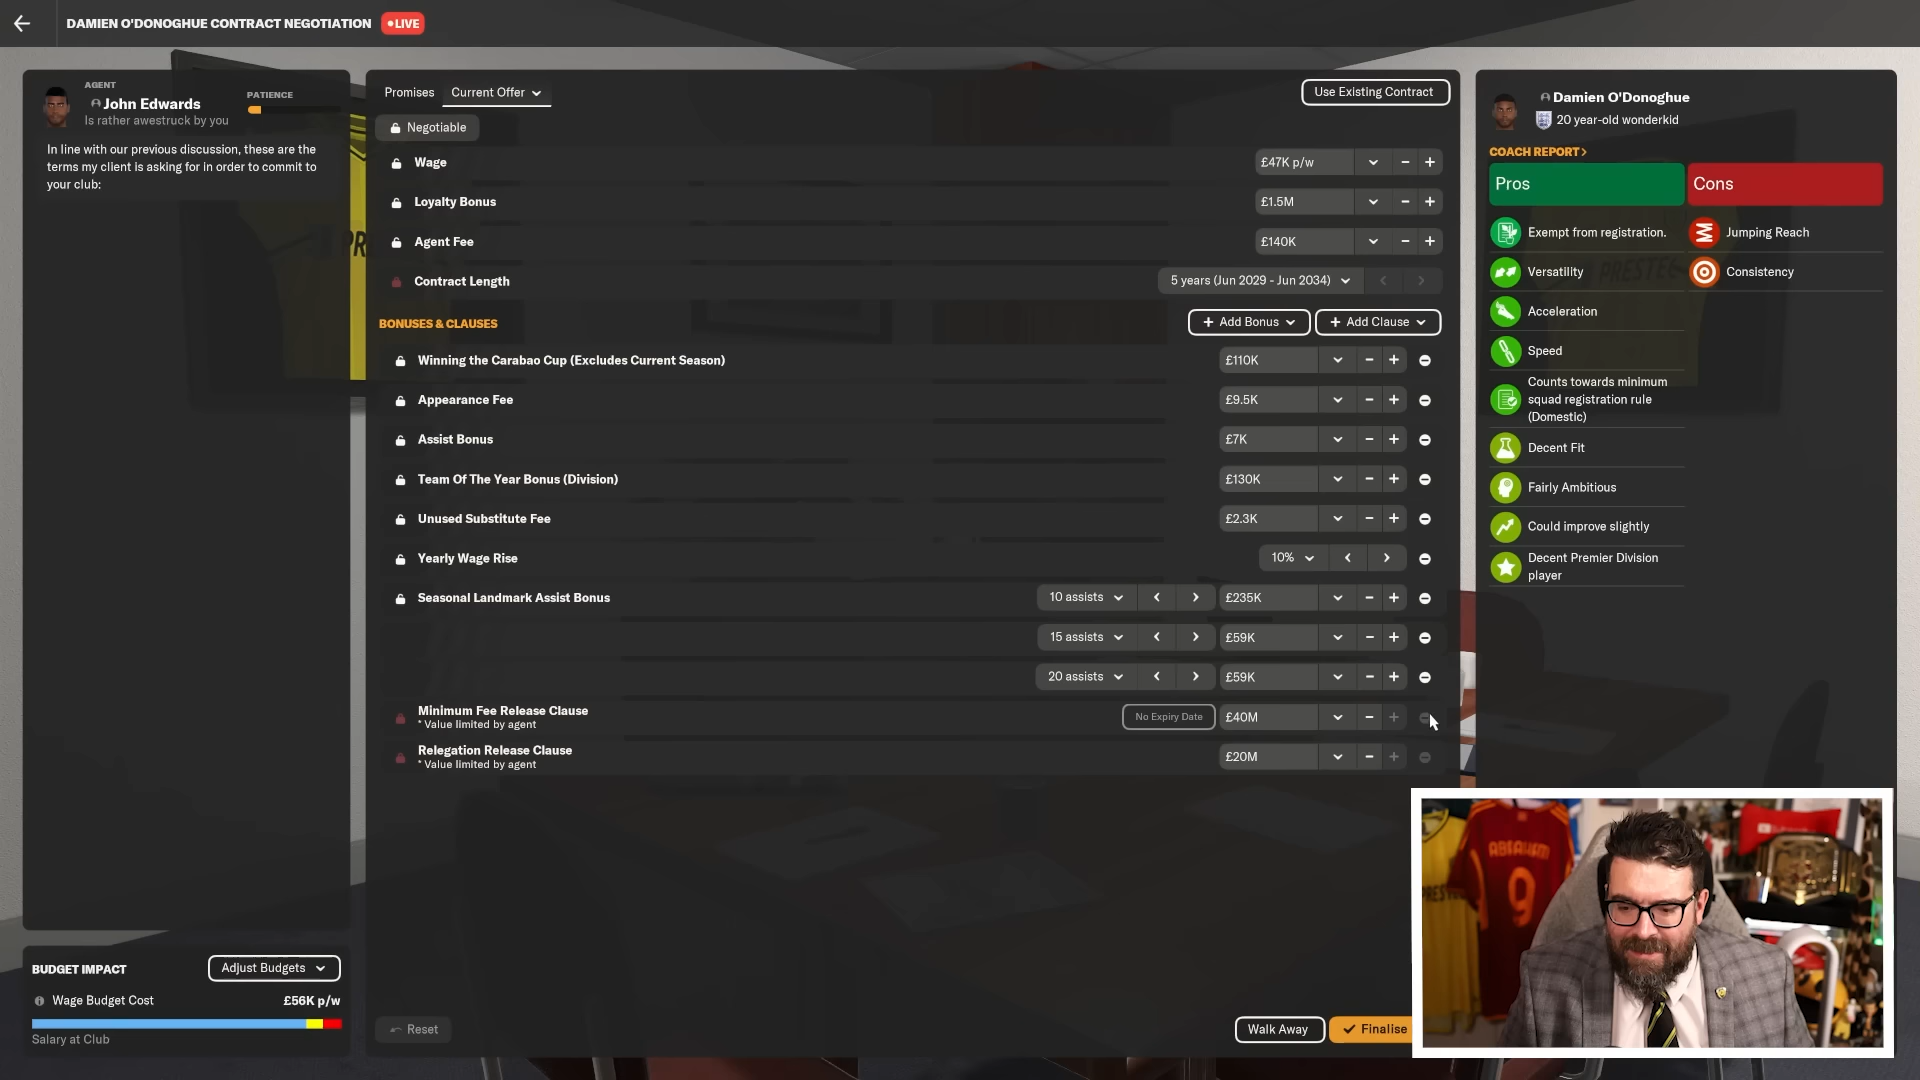 DAMIEN O'DONOGHUE CONTRACT NEGOTIATION
LIVE
AGENT
John Edwards
Is rather awestruck by you
PATIENCE
In line with our previous discussion, these are the
terms my client is asking for in order to commit to
your club:
Promises
Current Offer
Use Existing Contract
Negotiable
Wage
£47K p/w
Loyalty Bonus
£1.5M
Agent Fee
£140K
Contract Length
5 years (Jun 2029 - Jun 2034)
BONUSES & CLAUSES
+ Add Bonus
+ Add Clause
Winning the Carabao Cup (Excludes Current Season)
£110K
Appearance Fee
£9.5K
Assist Bonus
£7K
Team Of The Year Bonus (Division)
£130K
Unused Substitute Fee
£2.3K
Yearly Wage Rise
10%
Seasonal Landmark Assist Bonus
10 assists
£235K
15 assists
£59K
20 assists
£59K
Minimum Fee Release Clause
* Value limited by agent
No Expiry Date
£40M
Relegation Release Clause
* Value limited by agent
£20M
Reset
Walk Away
Finalise
BUDGET IMPACT
Adjust Budgets
Wage Budget Cost
£56K p/w
Salary at Club
Damien O'Donoghue
20 year-old wonderkid
COACH REPORT >
Pros
Cons
Exempt from registration.
Jumping Reach
Versatility
Consistency
Acceleration
Speed
Counts towards minimum
squad registration rule
(Domestic)
Decent Fit
Fairly Ambitious
Could improve slightly
Decent Premier Division
player
ABRAHAM
9